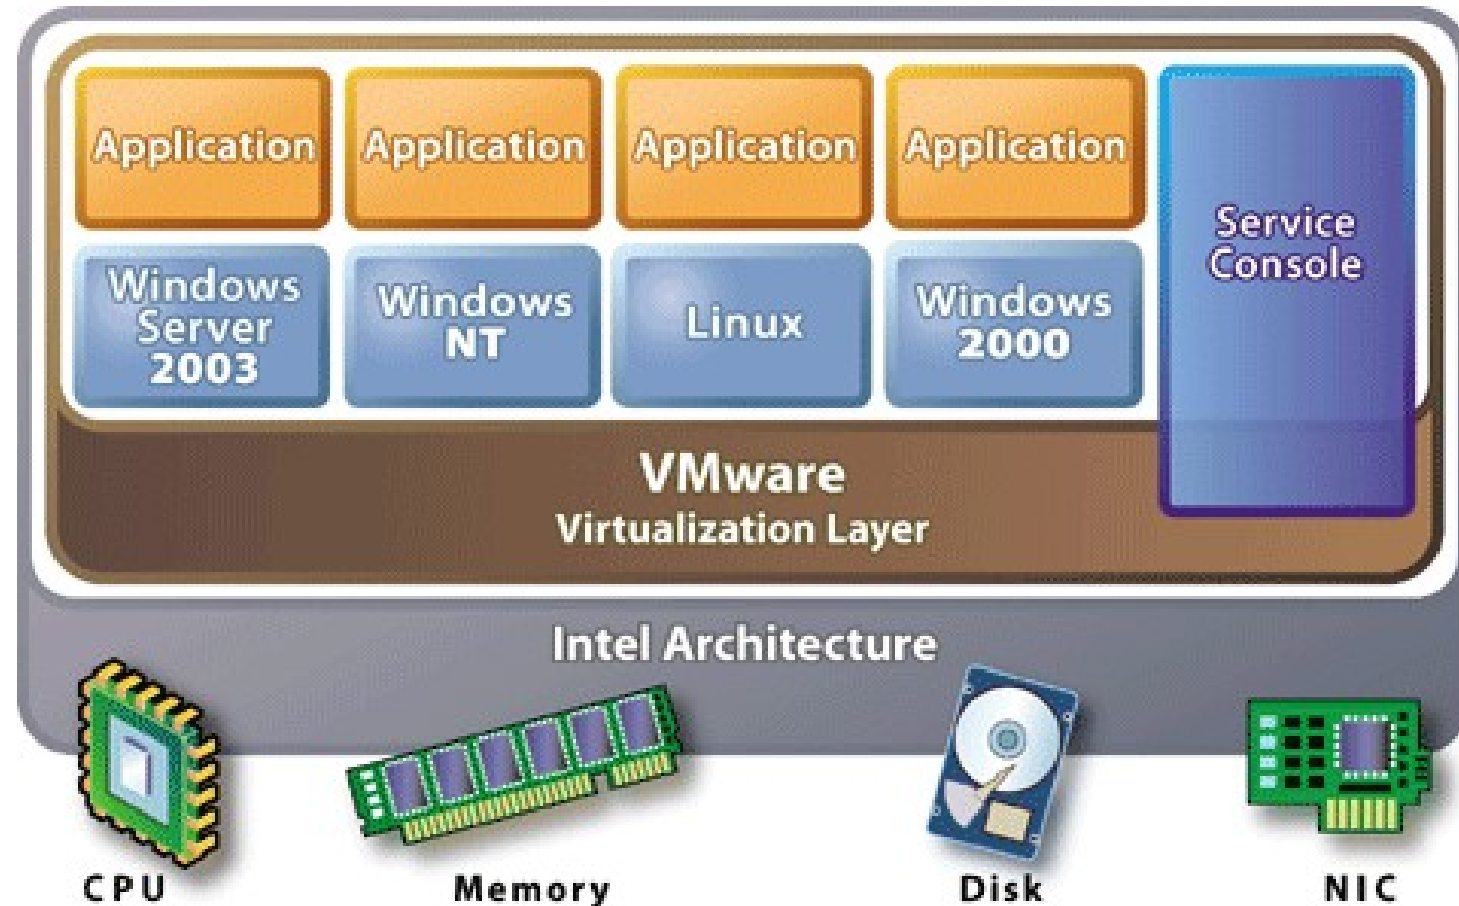 Application
Application
Application
Application
Service
Console
Windows
Server
2003
Windows
NT
Linux
Windows
2000
VMware
Virtualization Layer
Intel Architecture
CPU
Memory
Disk
NIC